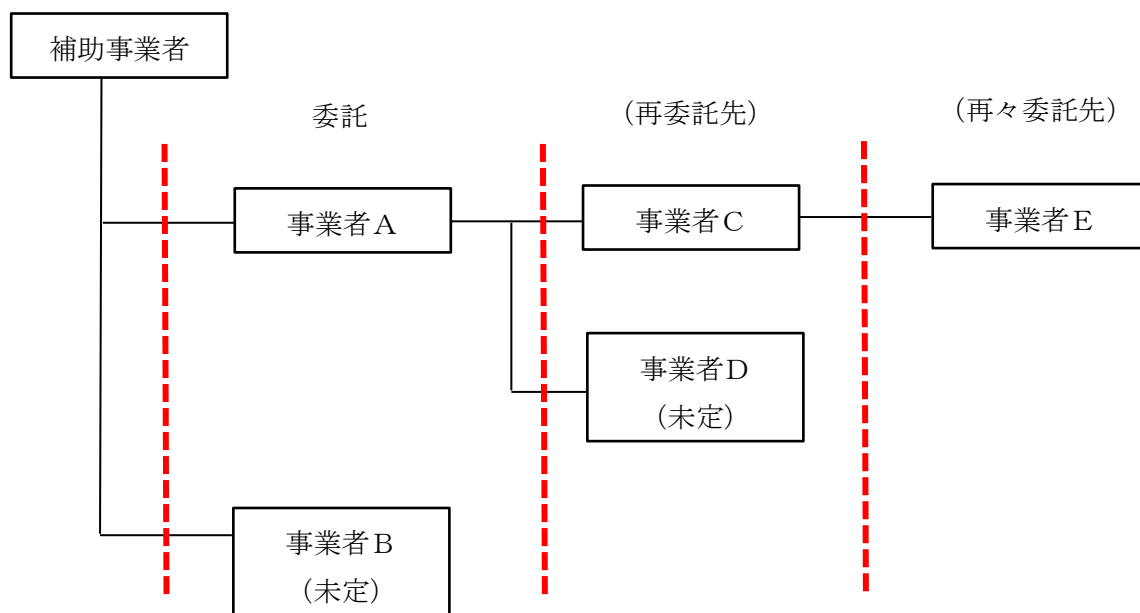 補助事業者
委託
（再委託先）
（再々委託先）
事業者Ａ
事業者Ｃ
事業者Ｅ
事業者Ｄ
（未定）
事業者Ｂ
（未定）